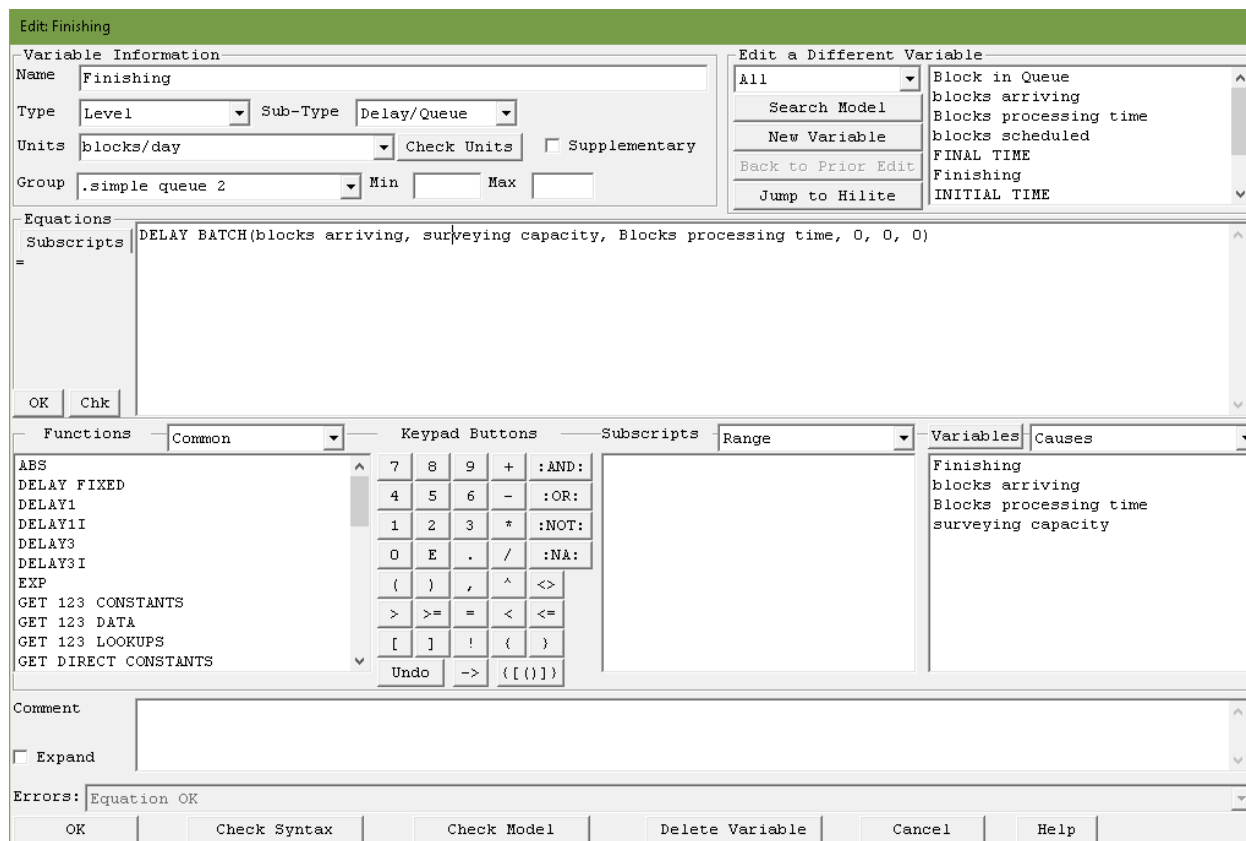 Edit: Finishing
Variable Information
Name Finishing
Type Level Sub-Type Delay/Queue
Units blocks/day Check Units Supplementary
Group .simple queue 2 Min Max
Edit a Different Variable
All
Search Model
New Variable
Back to Prior Edit
Jump to Hilite
Block in Queue
blocks arriving
Blocks processing time
blocks scheduled
FINAL TIME
Finishing
INITIAL TIME
Equations
Subscripts
=
DELAY BATCH(blocks arriving, surveying capacity, Blocks processing time, 0, 0, 0)
OK Chk
Functions Common
ABS
DELAY FIXED
DELAY1
DELAY1I
DELAY3
DELAY3I
EXP
GET 123 CONSTANTS
GET 123 DATA
GET 123 LOOKUPS
GET DIRECT CONSTANTS
Keypad Buttons
7 8 9 + :AND:
4 5 6 - :OR:
1 2 3 * :NOT:
0 E . / :NA:
( ) , ^ <>
> >= = < <=
[ ] ! { }
Undo -> {[()]}
Subscripts Range
Variables Causes
Finishing
blocks arriving
Blocks processing time
surveying capacity
Comment
Expand
Errors: Equation OK
OK Check Syntax Check Model Delete Variable Cancel Help